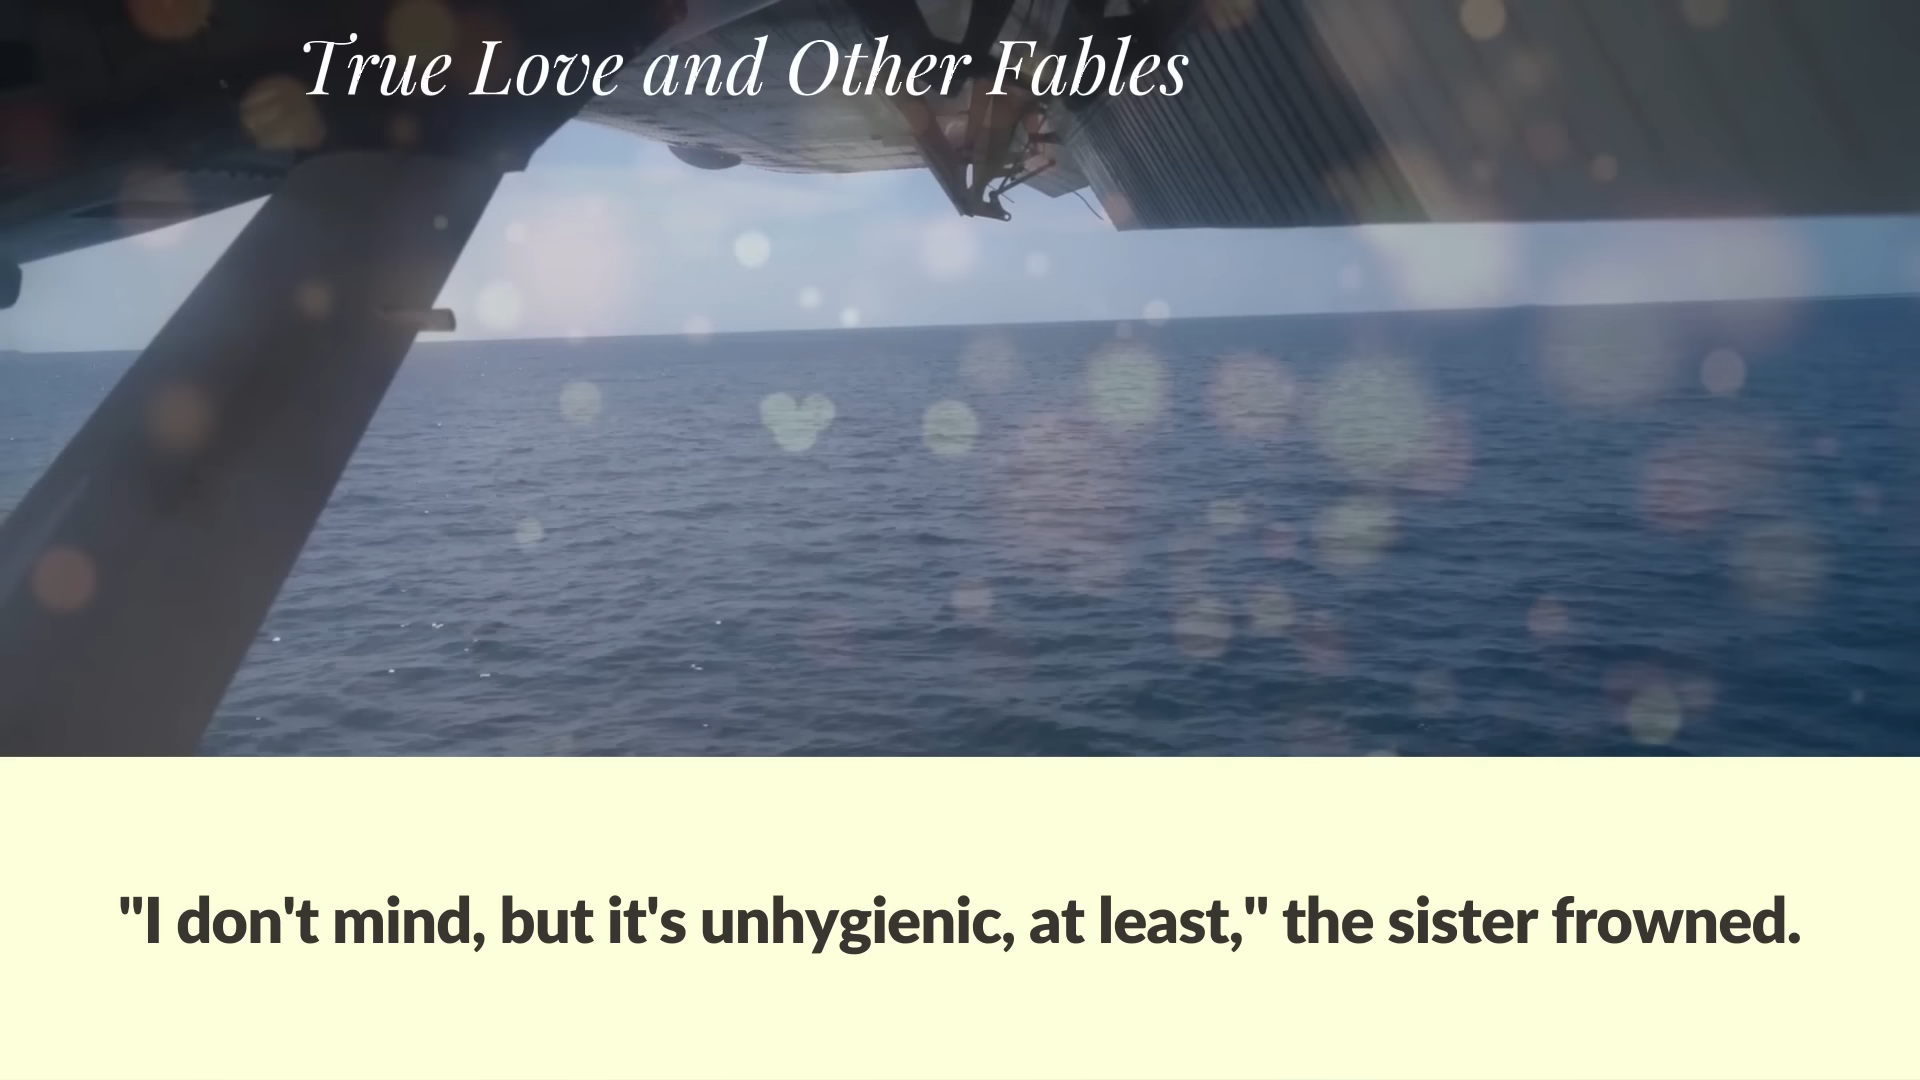 True Love and Other Fables
"I don't mind, but it's unhygienic, at least," the sister frowned.